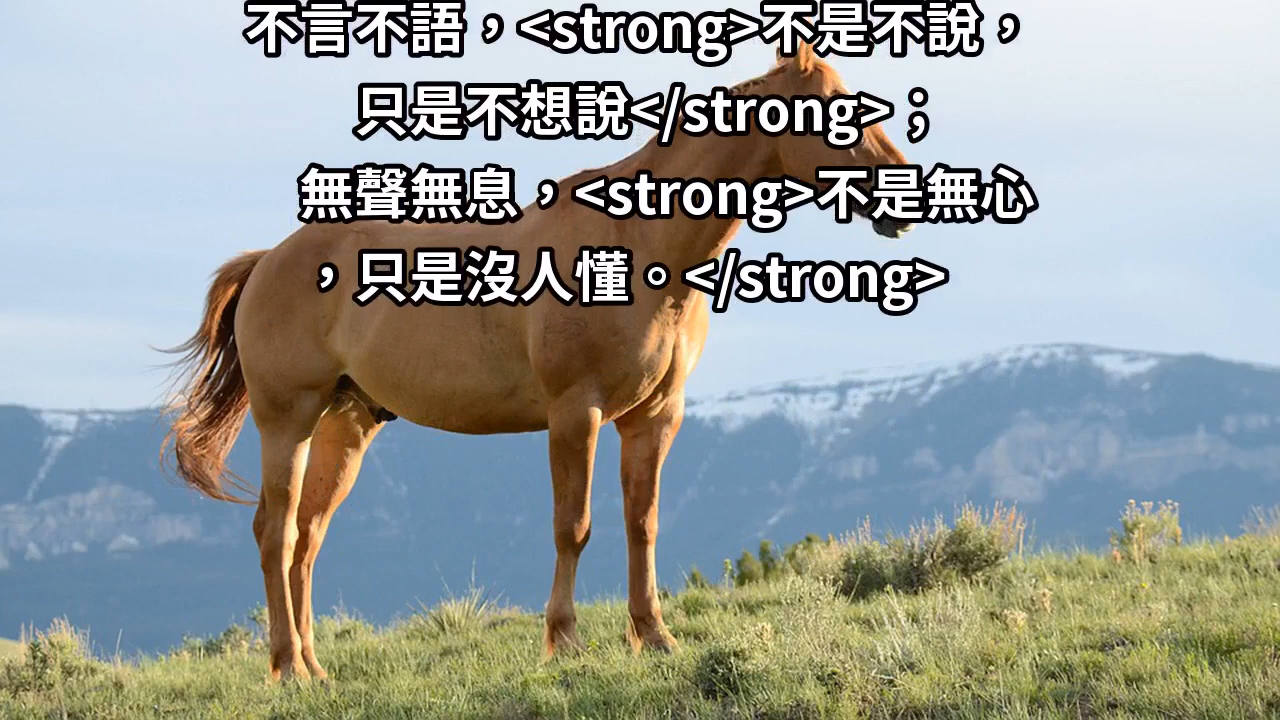 不言不語，<strong>不是不說，
只是不想說</strong>；
無聲無息，<strong>不是無心
，只是沒人懂。</strong>